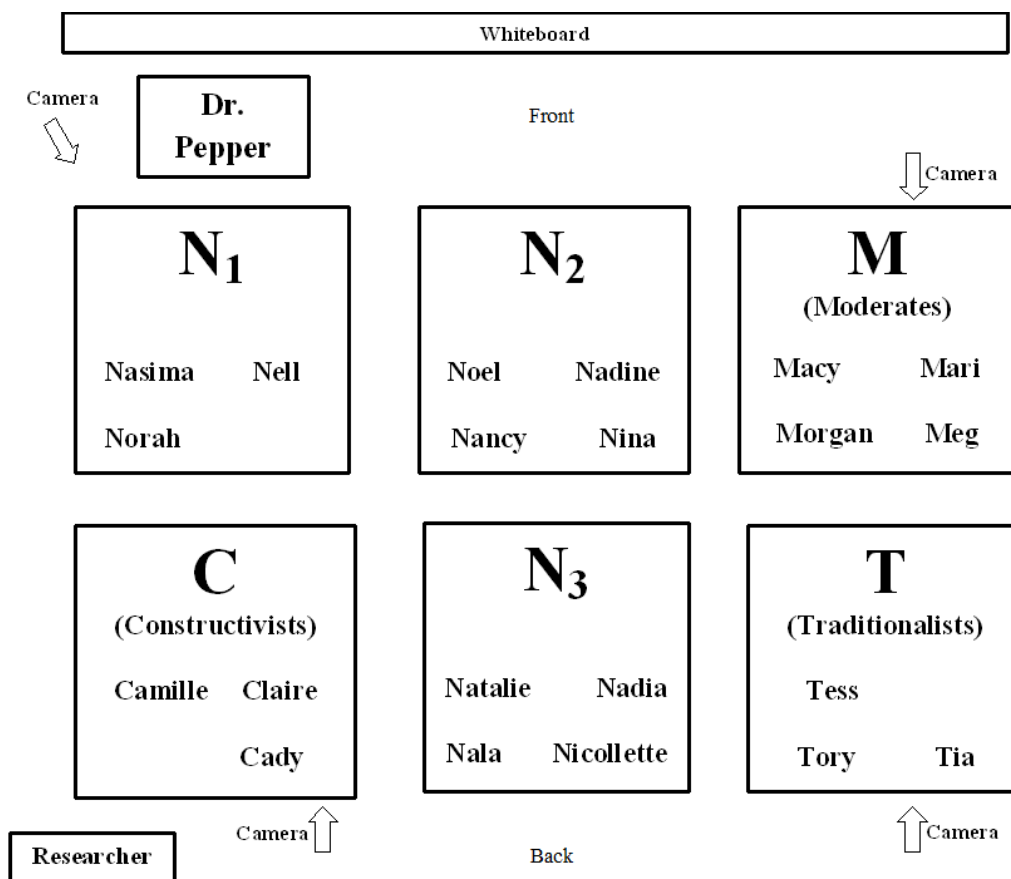 Whiteboard
Camera
Dr.
Pepper
Front
Camera
N₁
Nasima Nell
Norah
N₂
Noel Nadine
Nancy Nina
M
(Moderates)
Macy Mari
Morgan Meg
C
(Constructivists)
Camille Claire
Cady
N₃
Natalie Nadia
Nala Nicollette
T
(Traditionalists)
Tess
Tory Tia
Camera
Back
Camera
Researcher